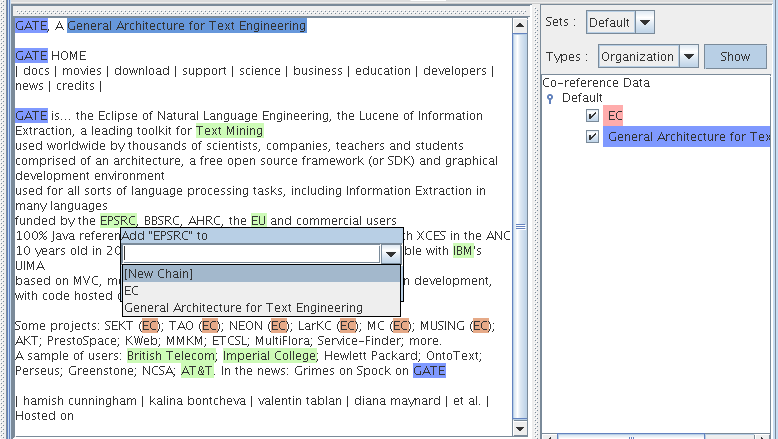 GATE, A General Architecture for Text Engineering
GATE HOME
| docs | movies | download | support | science | business | education | developers |
news | credits |
GATE is... the Eclipse of Natural Language Engineering, the Lucene of Information
Extraction, a leading toolkit for Text Mining
used worldwide by thousands of scientists, companies, teachers and students
comprised of an architecture, a free open source framework (or SDK) and graphical
development environment
used for all sorts of language processing tasks, including Information Extraction in
many languages
funded by the EPSRC, BBSRC, AHRC, the EU and commercial users
100% Java referen
Add "EPSRC" to
h XCES in the ANC
10 years old in 20
ble with IBM's
UIMA
[New Chain]
based on MVC, m
n development,
EC
with code hosted
General Architecture for Text Engineering
Some projects: SEKT (EC); TAO (EC); NEON (EC); LarKC (EC); MC (EC); MUSING (EC);
AKT; PrestoSpace; KWeb; MMKM; ETCSL; MultiFlora; Service-Finder; more.
A sample of users: British Telecom; Imperial College; Hewlett Packard; OntoText;
Perseus; Greenstone; NCSA; AT&T. In the news: Grimes on Spock on GATE
| hamish cunningham | kalina bontcheva | valentin tablan | diana maynard | et al. |
Hosted on
Sets : Default
Types : Organization Show
Co-reference Data
Default
EC
General Architecture for Tex